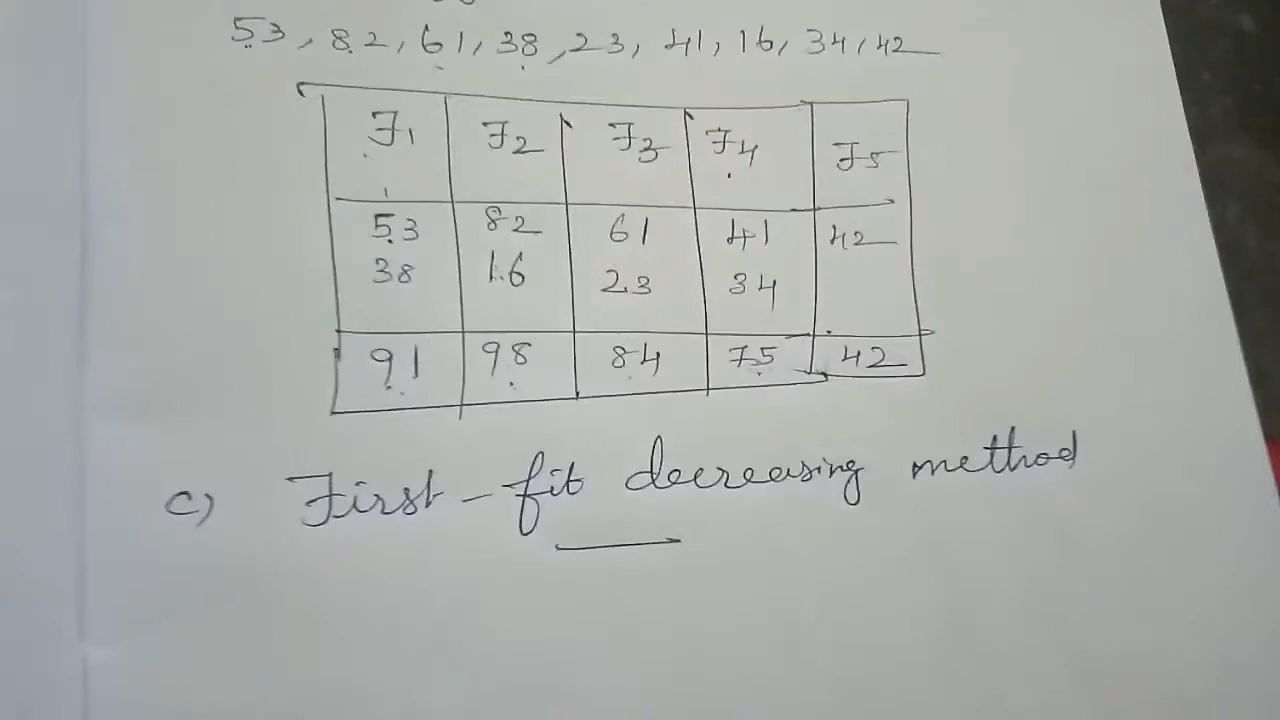 53, 82, 61, 38, 23, 41, 16, 34, 42
F1 F2 F3 F4 F5
53 82 61 41 42
38 16 23 34
91 98 84 75 42
c) First-fit decreasing method